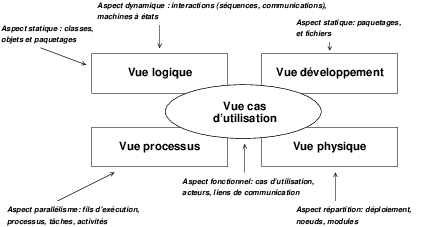 Aspect dynamique : interactions (séquences, communications),
machines à états
Aspect statique : classes,
objets et paquetages
Aspect statique: paquetages,
et fichiers
Vue logique
Vue développement
Vue cas
d'utilisation
Vue processus
Vue physique
Aspect fonctionnel: cas d'utilisation,
acteurs, liens de communication
Aspect parallélisme: fils d'exécution,
processus, tâches, activités
Aspect répartition: déploiement,
noeuds, modules